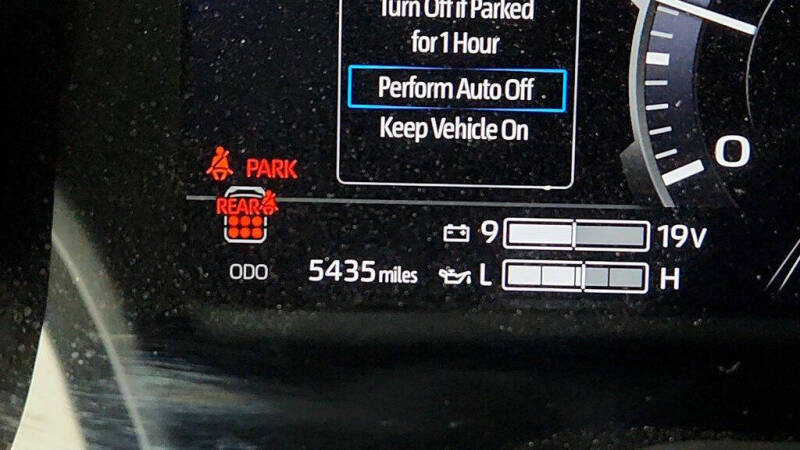 Turn Off if Parked
for 1 Hour
Perform Auto Off
Keep Vehicle On
0
PARK
REAR
9 19V
ODO 5435 miles L H